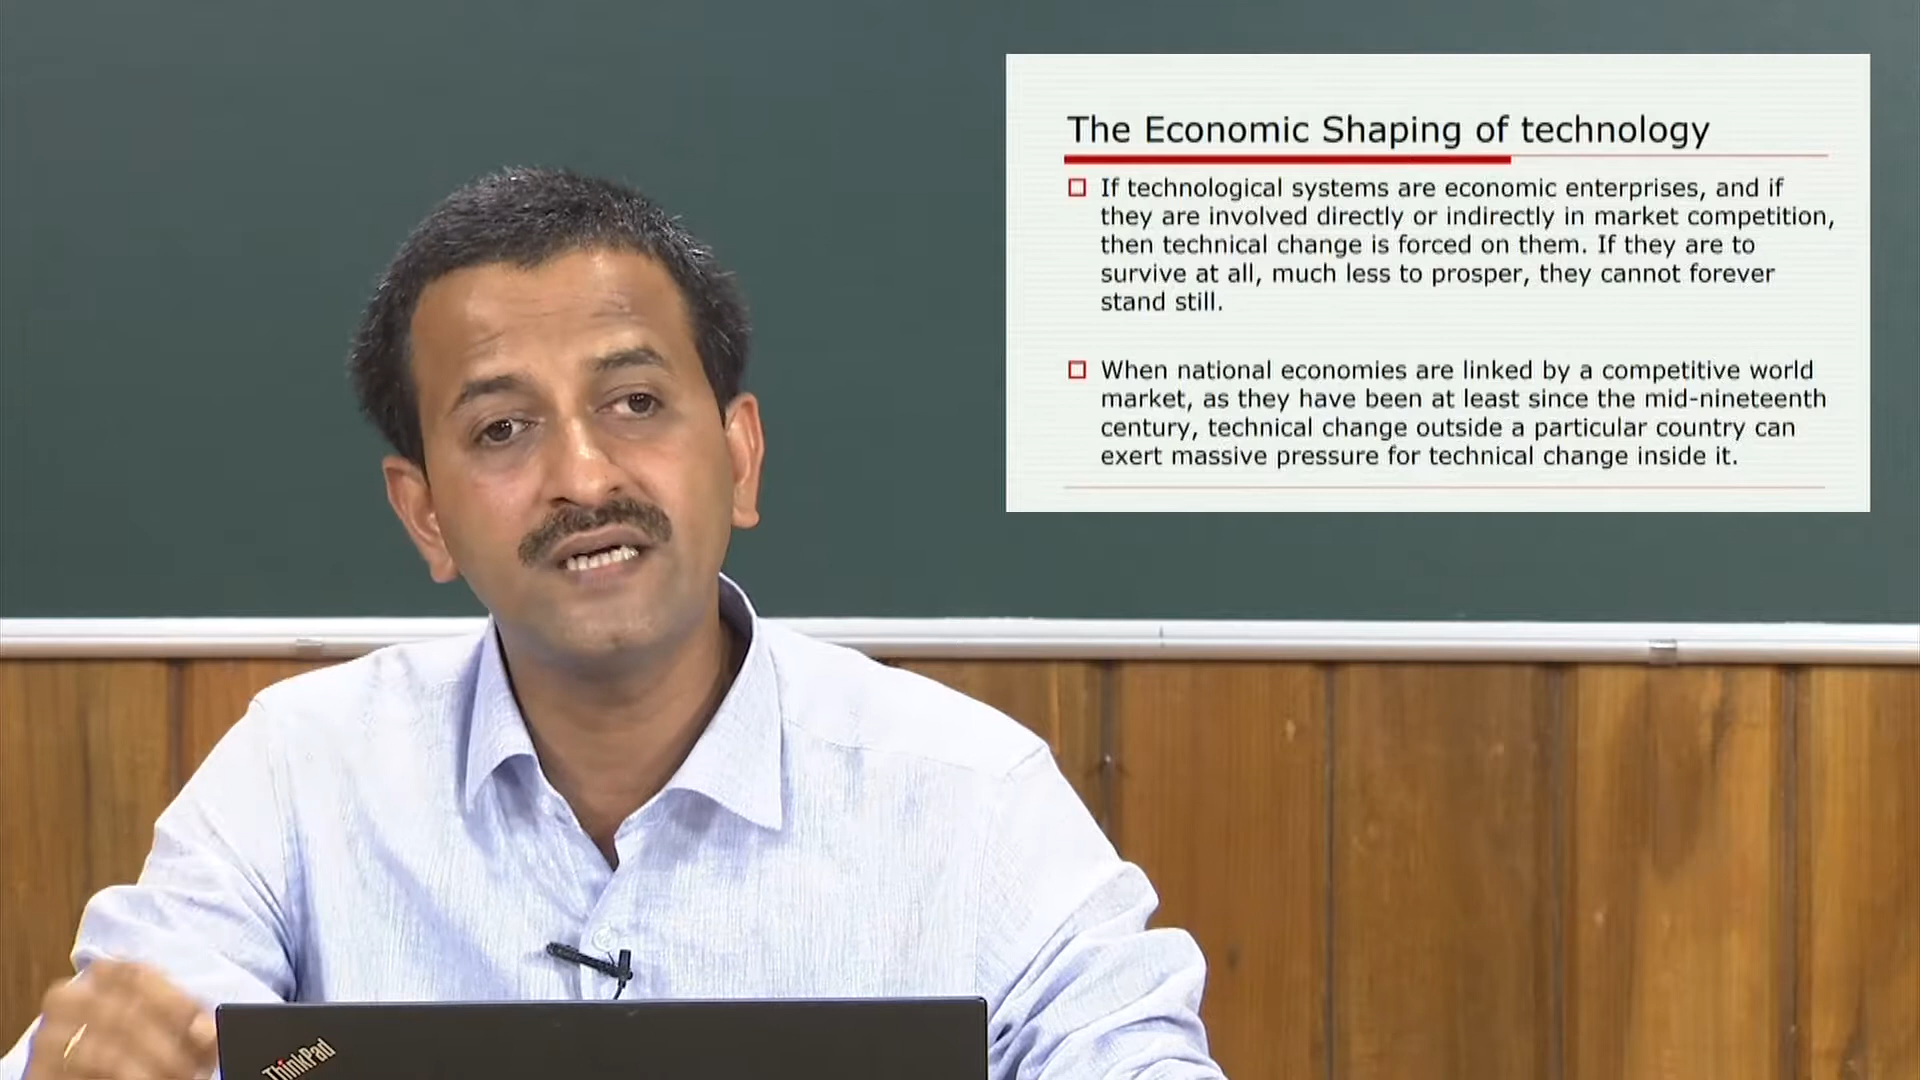 The Economic Shaping of technology
If technological systems are economic enterprises, and if
they are involved directly or indirectly in market competition,
then technical change is forced on them. If they are to
survive at all, much less to prosper, they cannot forever
stand still.
When national economies are linked by a competitive world
market, as they have been at least since the mid-nineteenth
century, technical change outside a particular country can
exert massive pressure for technical change inside it.
ThinkPad